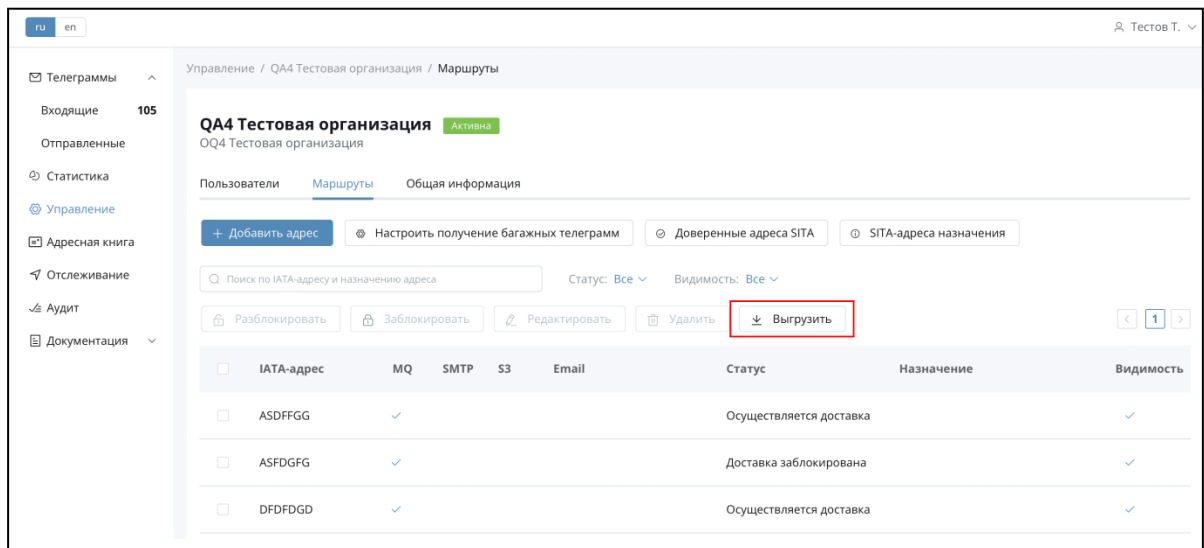 ru en
Тестов Т.
Телеграммы
Входящие 105
Отправленные
Статистика
Управление
Адресная книга
Отслеживание
Аудит
Документация
Управление / QA4 Тестовая организация / Маршруты
QA4 Тестовая организация Активна
OQ4 Тестовая организация
Пользователи Маршруты Общая информация
+ Добавить адрес Настроить получение багажных телеграмм Доверенные адреса SITA SITA-адреса назначения
Поиск по IATA-адресу и назначению адреса Статус: Все Видимость: Все
Разблокировать Заблокировать Редактировать Удалить Выгрузить < 1 >
IATA-адрес MQ SMTP S3 Email Статус Назначение Видимость
ASDFFGG Осуществляется доставка
ASFDGFG Доставка заблокирована
DFDFDGD Осуществляется доставка